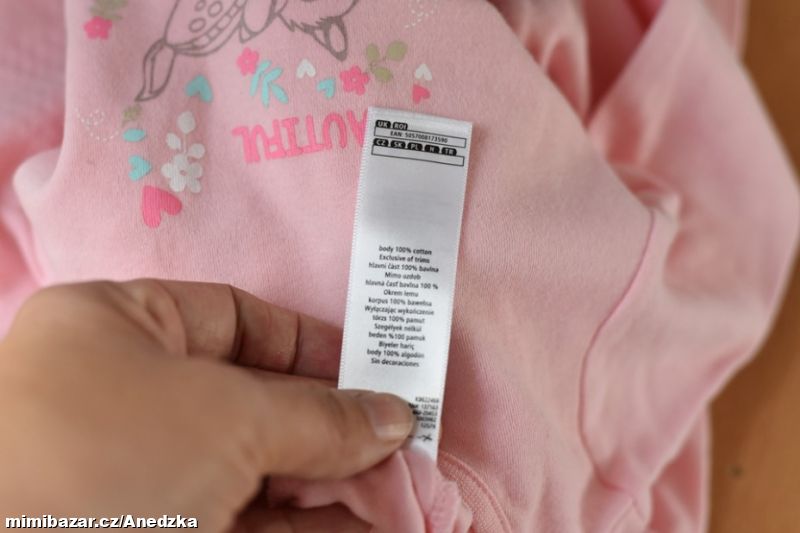 BEAUTIFUL
UK ROI
EAN 5057008173590
CZ SK PL H TR
body 100% cotton
Exclusive of trims
hlavní část 100% bavlna
Mimo ozdob
hlavná časť bavlna 100 %
Okrem lemu
korpus 100% bawełna
Wyłączając wykończenie
törzs 100% pamut
Szegélyek nélkül
beden %100 pamuk
Biyeler hariç
body 100% algodón
Sin decoraciones
mimibazar.cz/Anedzka